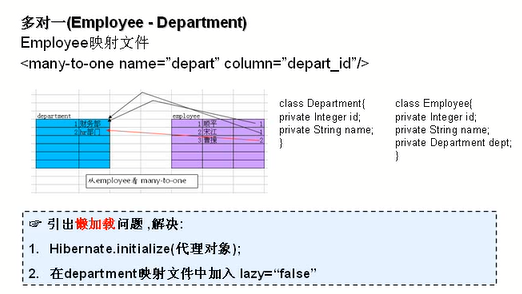 多对一(Employee - Department)
Employee映射文件
<many-to-one name="depart" column="depart_id"/>
department
1 财务部
2 hr部门
employee
1 顺平 1
2 宋江 1
3 曹操 2
从employee看 many-to-one
class Department{
private Integer id;
private String name;
}
class Employee{
private Integer id;
private String name;
private Department dept;
}
☞ 引出懒加载问题 ,解决:
1. Hibernate.initialize(代理对象);
2. 在department映射文件中加入 lazy=“false”